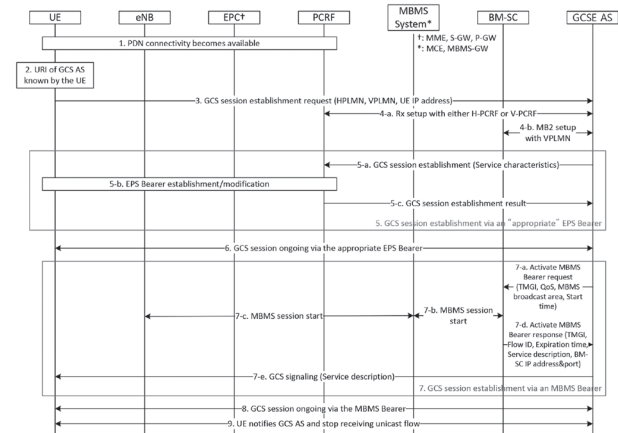 UE
eNB
EPC†
PCRF
MBMS
System*
BM-SC
GCSE AS
†: MME, S-GW, P-GW
*: MCE, MBMS-GW
1. PDN connectivity becomes available
2. URI of GCS AS
known by the UE
3. GCS session establishment request (HPLMN, VPLMN, UE IP address)
4-a. Rx setup with either H-PCRF or V-PCRF
4-b. MB2 setup
with VPLMN
5-a. GCS session establishment (Service characteristics)
5-b. EPS Bearer establishment/modification
5-c. GCS session establishment result
5. GCS session establishment via an "appropriate" EPS Bearer
6. GCS session ongoing via the appropriate EPS Bearer
7-a. Activate MBMS
Bearer request
(TMGI, QoS, MBMS
broadcast area, Start
time)
7-c. MBMS session start
7-b. MBMS session
start
7-d. Activate MBMS
Bearer response (TMGI,
Flow ID, Expiration time,
Service description, BM-
SC IP address&port)
7-e. GCS signaling (Service description)
7. GCS session establishment via an MBMS Bearer
8. GCS session ongoing via the MBMS Bearer
9. UE notifies GCS AS and stop receiving unicast flow